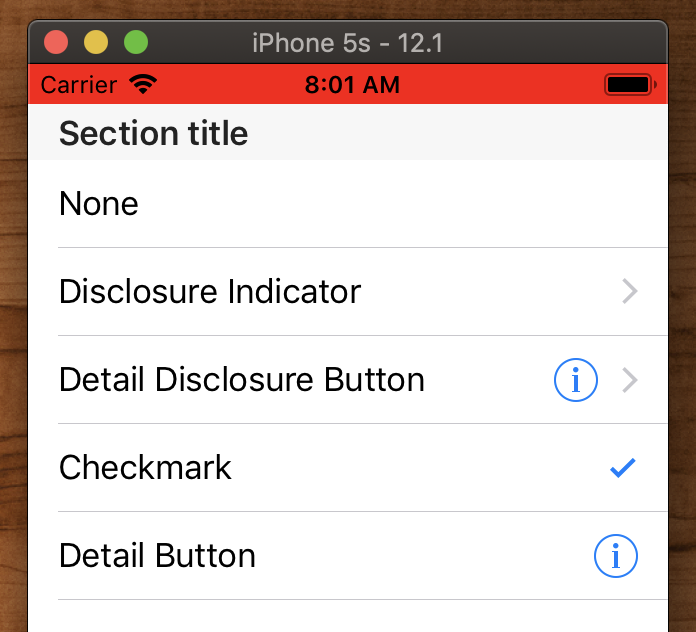 iPhone 5s - 12.1
Carrier 8:01 AM
Section title
None
Disclosure Indicator
Detail Disclosure Button
Checkmark
Detail Button